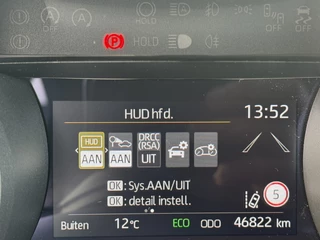 OFF
HOLD
HUD hfd. 13:52
HUD DRCC
(RSA)
AAN AAN UIT
OK : Sys.AAN/UIT
OK : detail instell.
5
Buiten 12°C ECO ODO 46822 km